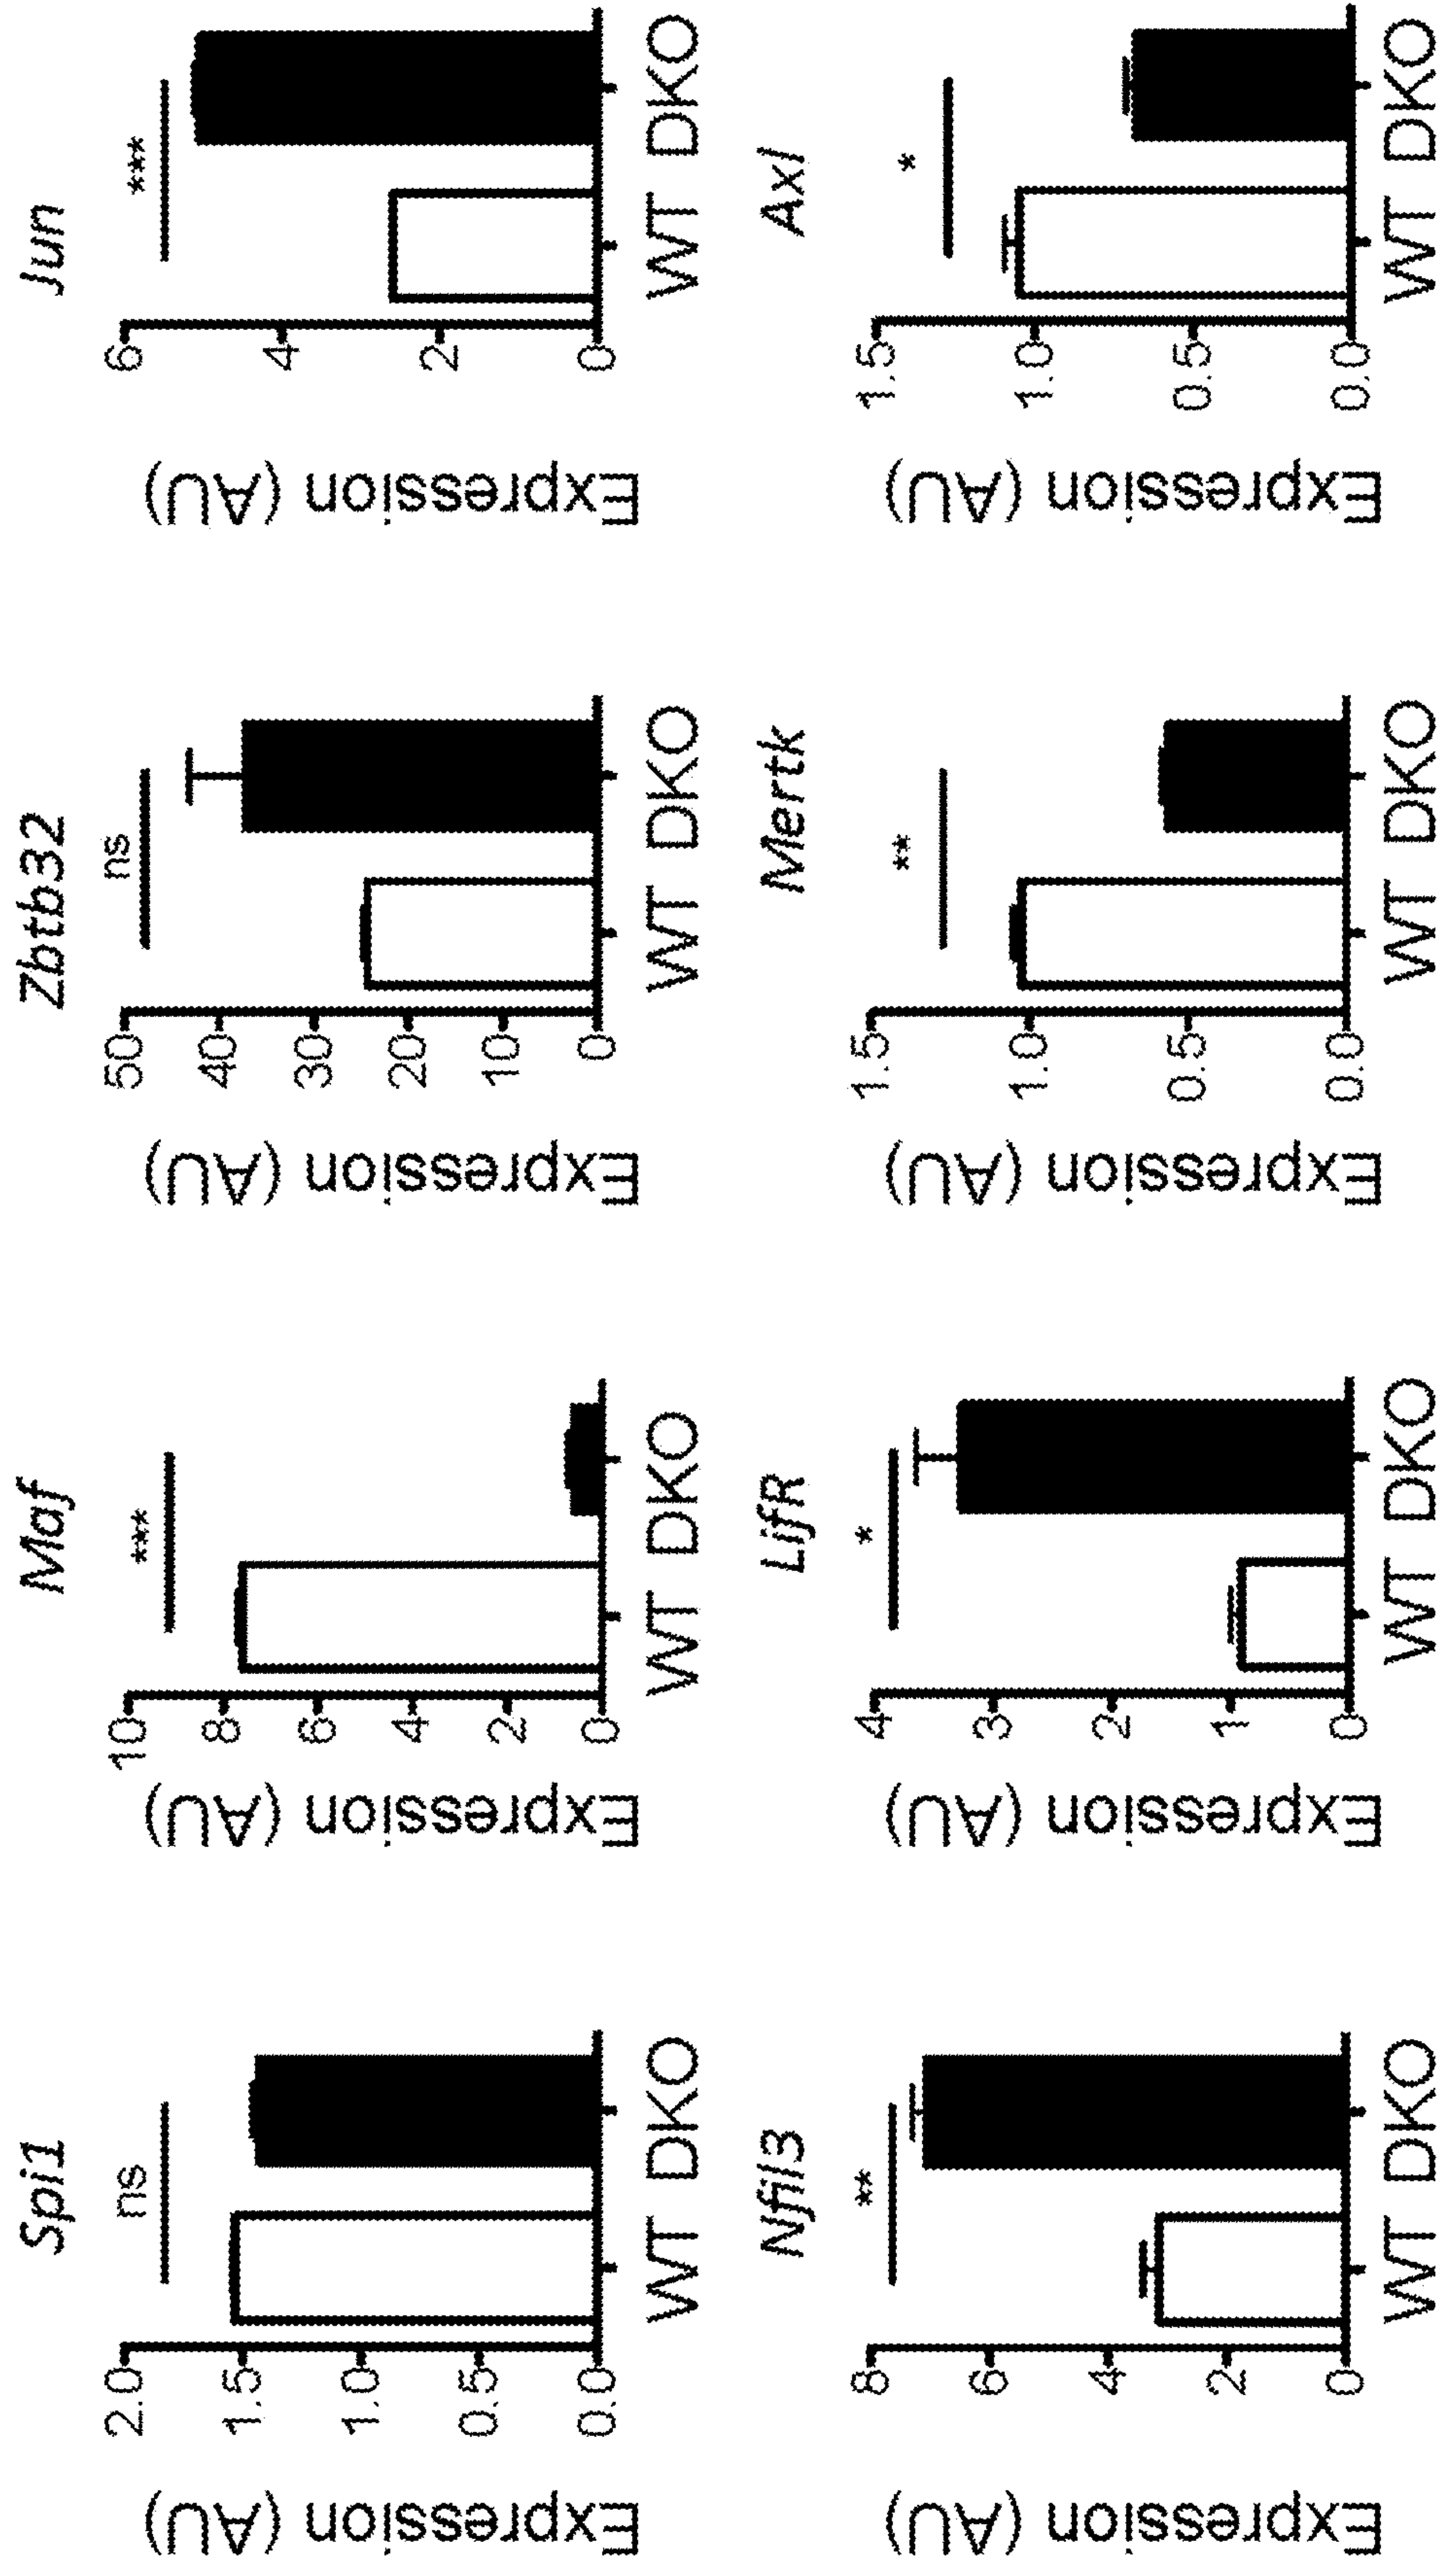 Spi1
ns
Expression (AU)
2.0
1.5
1.0
0.5
0.0
WT DKO
Maf
***
Expression (AU)
10
8
6
4
2
0
WT DKO
Zbtb32
ns
Expression (AU)
50
40
30
20
10
0
WT DKO
Jun
***
Expression (AU)
6
4
2
0
WT DKO
Nfil3
**
Expression (AU)
8
6
4
2
0
WT DKO
LifR
*
Expression (AU)
4
3
2
1
0
WT DKO
Mertk
**
Expression (AU)
1.5
1.0
0.5
0.0
WT DKO
Axl
*
Expression (AU)
1.5
1.0
0.5
0.0
WT DKO